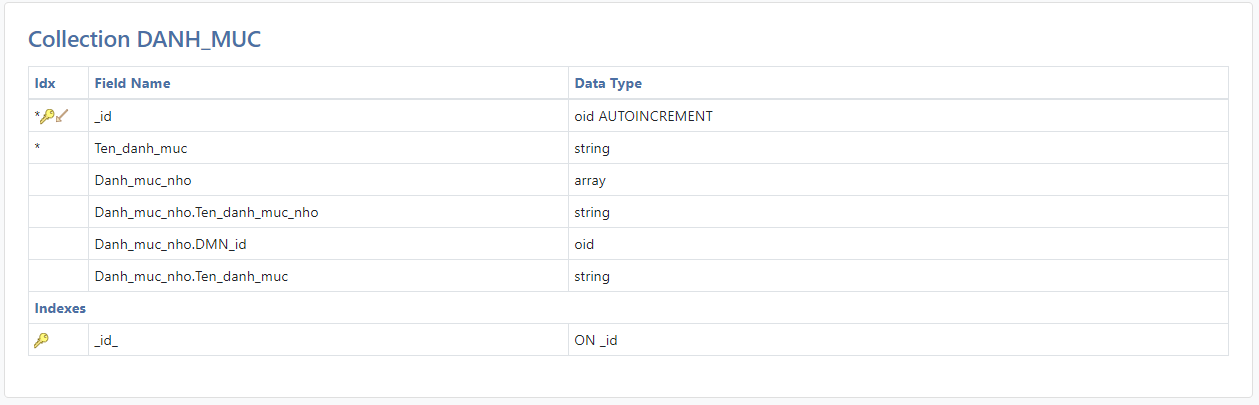 Collection DANH_MUC
Idx Field Name Data Type
* _id oid AUTOINCREMENT
* Ten_danh_muc string
Danh_muc_nho array
Danh_muc_nho.Ten_danh_muc_nho string
Danh_muc_nho.DMN_id oid
Danh_muc_nho.Ten_danh_muc string
Indexes
_id_ ON _id